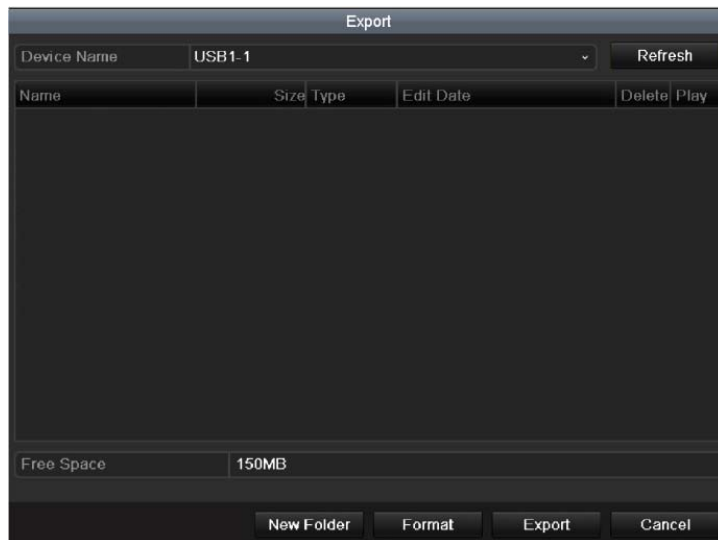 Export
Device Name USB1-1 Refresh
Name Size Type Edit Date Delete Play
Free Space 150MB
New Folder Format Export Cancel